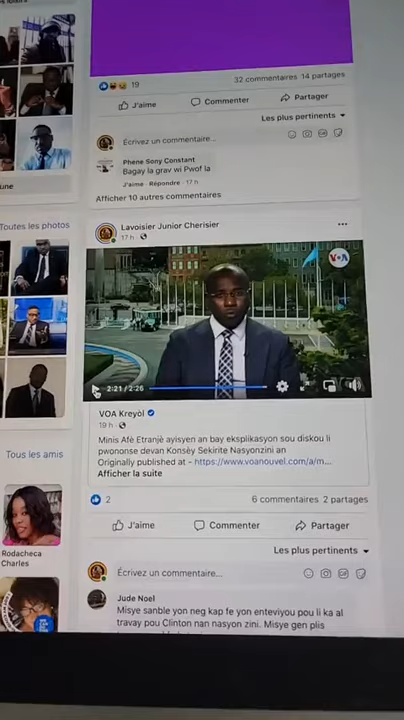 19
32 commentaires 14 partages
J'aime
Commenter
Partager
Les plus pertinents
Écrivez un commentaire...
Phene Sony Constant
Bagay la grav wi Pwof la
J'aime · Répondre · 17 h
Afficher 10 autres commentaires
une
Toutes les photos
Lavoisier Junior Cherisier
17 h
VOA
2:21 / 2:26
VOA Kreyòl
19 h
Minis Afè Etranjè ayisyen an bay eksplikasyon sou diskou li
pwononse devan Konsèy Sekirite Nasyonzini an
Originally published at - https://www.voanouvel.com/a/m...
Afficher la suite
2
6 commentaires 2 partages
J'aime
Commenter
Partager
Les plus pertinents
Tous les amis
Rodacheca
Charles
Écrivez un commentaire...
Jude Noel
Misye sanble yon neg kap fe yon enteviyou pou li ka al
travay pou Clinton nan nasyon zini. Misye gen plis